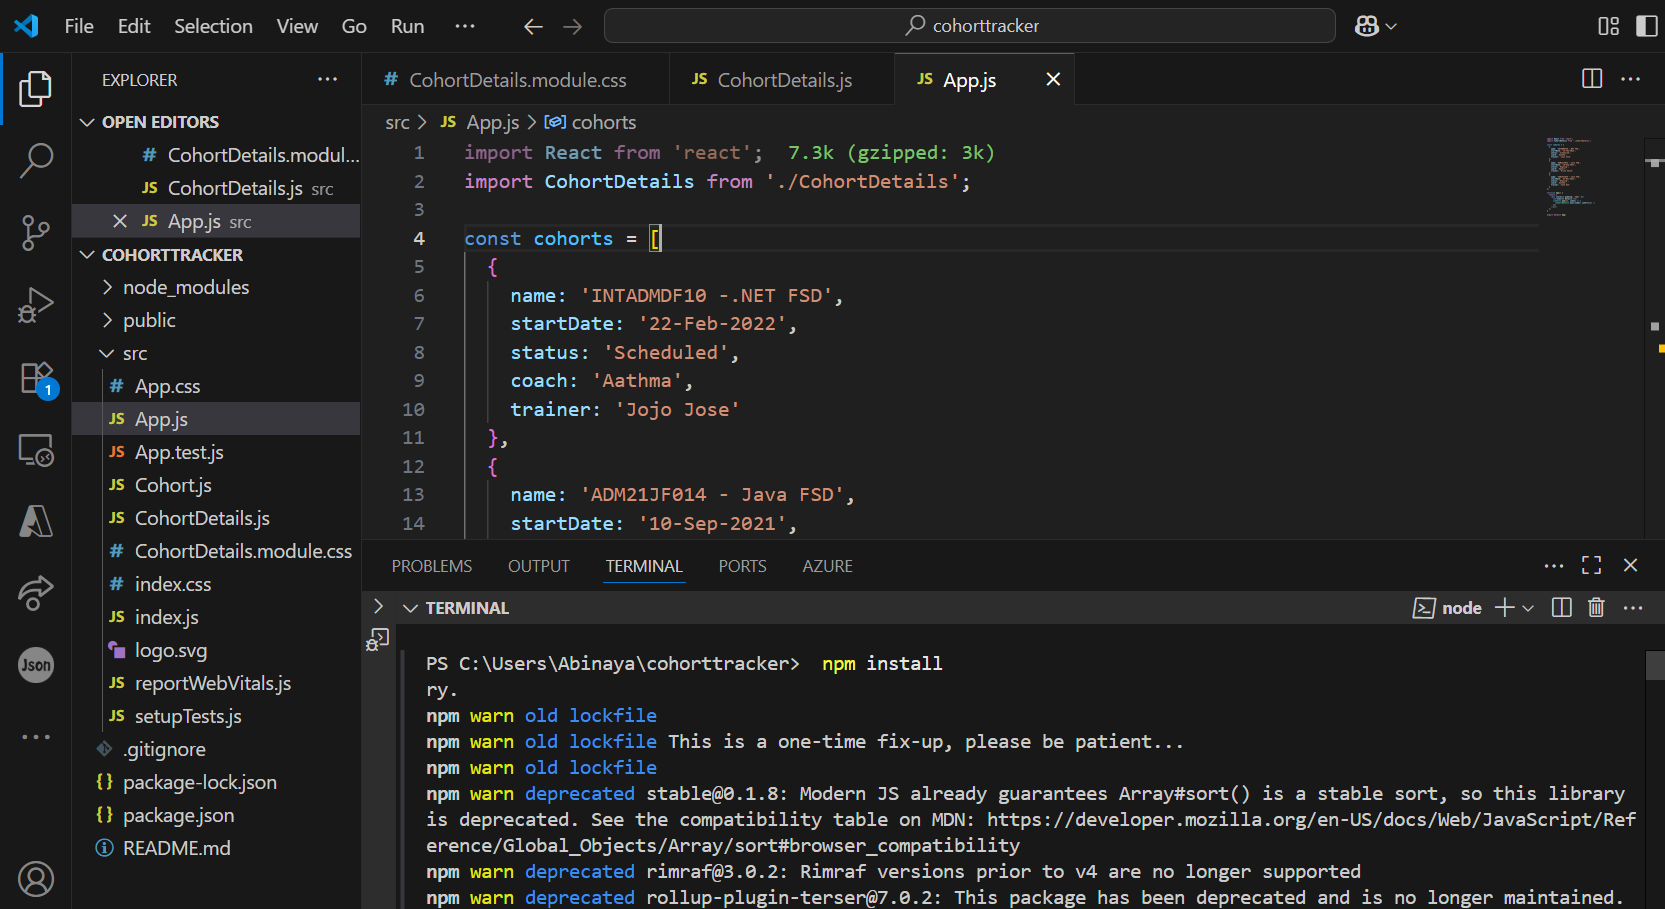 File Edit Selection View Go Run ···
cohorttracker
EXPLORER ···
CohortDetails.module.css
JS CohortDetails.js
JS App.js
OPEN EDITORS
# CohortDetails.modul...
JS CohortDetails.js src
JS App.js src
COHORTTRACKER
node_modules
public
src
# App.css
JS App.js
JS App.test.js
JS Cohort.js
JS CohortDetails.js
# CohortDetails.module.css
# index.css
JS index.js
logo.svg
JS reportWebVitals.js
JS setupTests.js
.gitignore
{} package-lock.json
{} package.json
README.md
1
Json
src > JS App.js > cohorts
1 import React from 'react'; 7.3k (gzipped: 3k)
2 import CohortDetails from './CohortDetails';
3
4 const cohorts = [
5 {
6 name: 'INTADMDF10 -.NET FSD',
7 startDate: '22-Feb-2022',
8 status: 'Scheduled',
9 coach: 'Aathma',
10 trainer: 'Jojo Jose'
11 },
12 {
13 name: 'ADM21JF014 - Java FSD',
14 startDate: '10-Sep-2021',
PROBLEMS OUTPUT TERMINAL PORTS AZURE
TERMINAL
node
PS C:\Users\Abinaya\cohorttracker> npm install
ry.
npm warn old lockfile
npm warn old lockfile This is a one-time fix-up, please be patient...
npm warn old lockfile
npm warn deprecated stable@0.1.8: Modern JS already guarantees Array#sort() is a stable sort, so this library
is deprecated. See the compatibility table on MDN: https://developer.mozilla.org/en-US/docs/Web/JavaScript/Ref
erence/Global_Objects/Array/sort#browser_compatibility
npm warn deprecated rimraf@3.0.2: Rimraf versions prior to v4 are no longer supported
npm warn deprecated rollup-plugin-terser@7.0.2: This package has been deprecated and is no longer maintained.